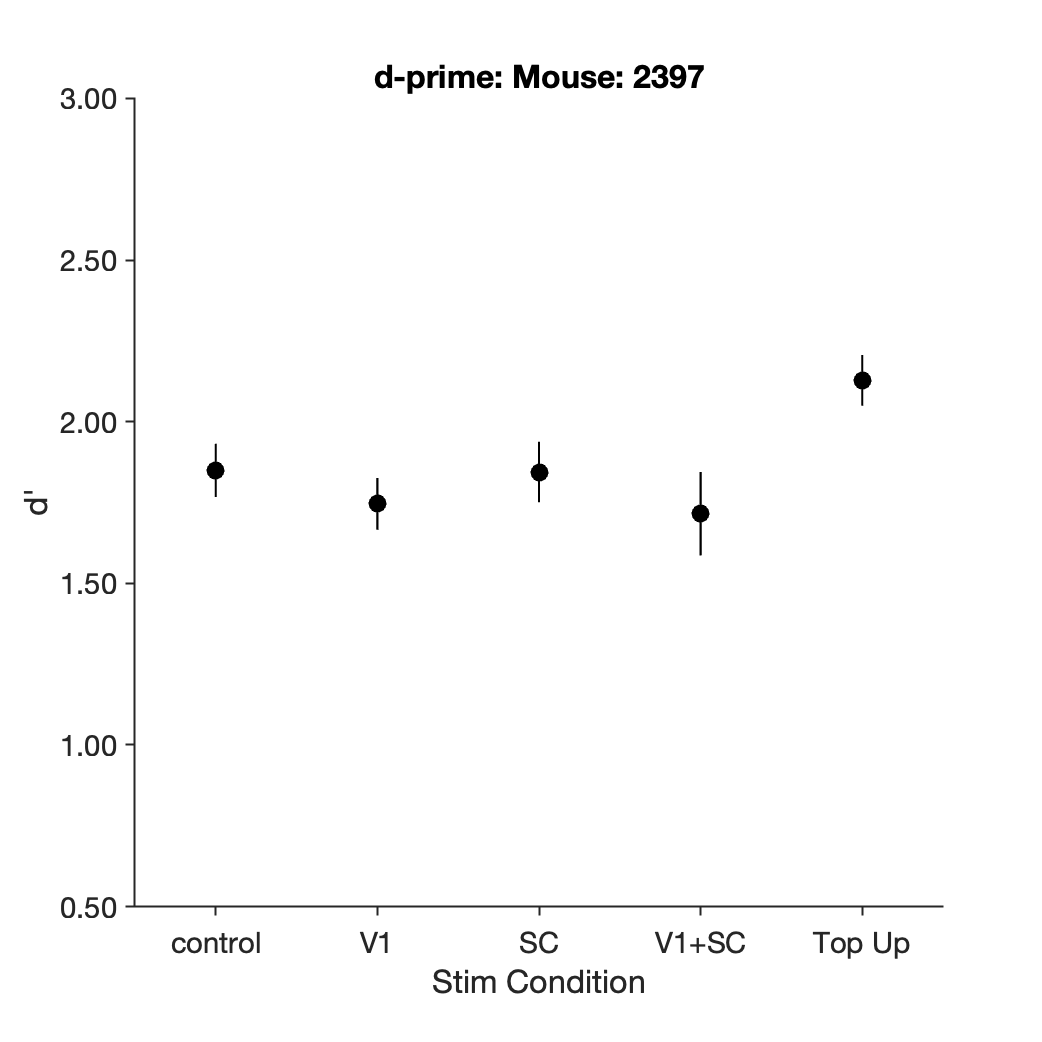 d-prime: Mouse: 2397
3.00
2.50
2.00
1.50
1.00
0.50
d'
control V1 SC V1+SC Top Up
Stim Condition